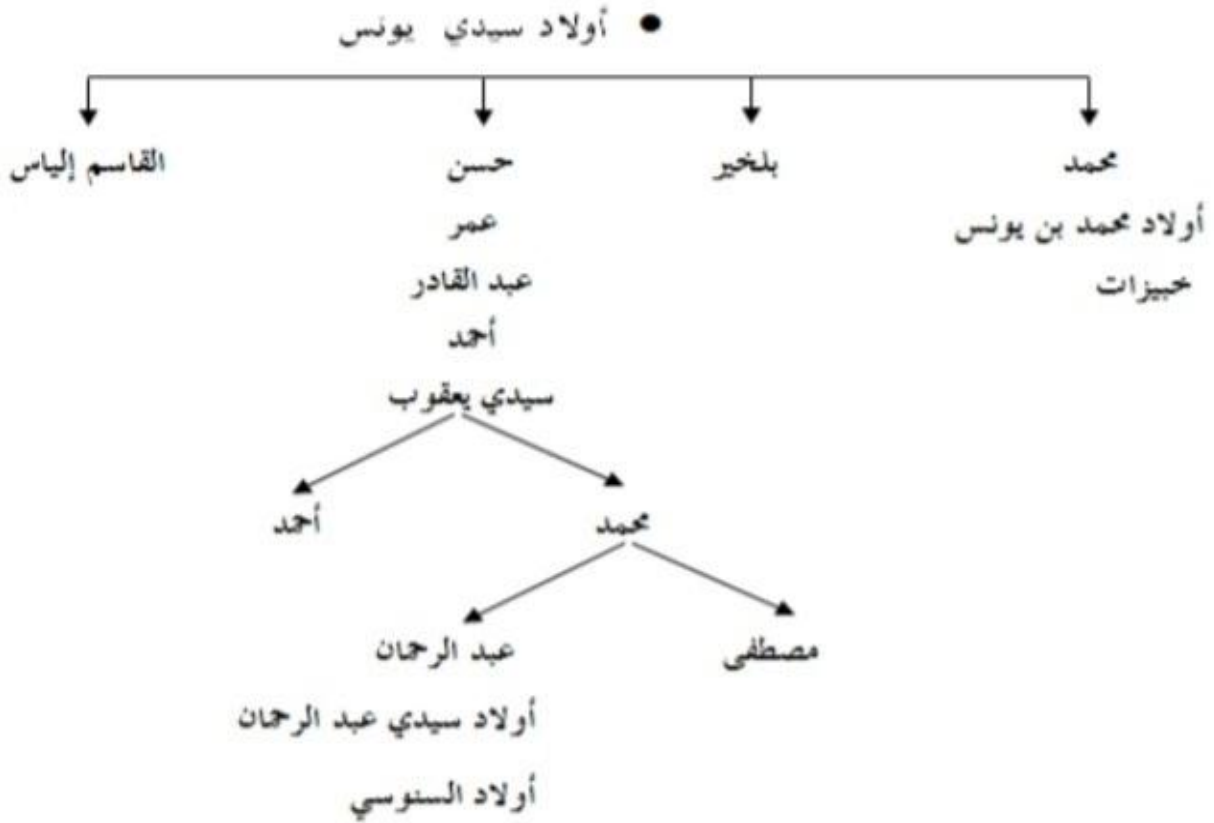 ● أولاد سيدي يونس
محمد بلخير حسن القاسم إلياس
أولاد محمد بن يونس عمر
خبيزات عبد القادر
أحمد
سيدي يعقوب
محمد أحمد
مصطفى عبد الرحمان
أولاد سيدي عبد الرحمان
أولاد السنوسي